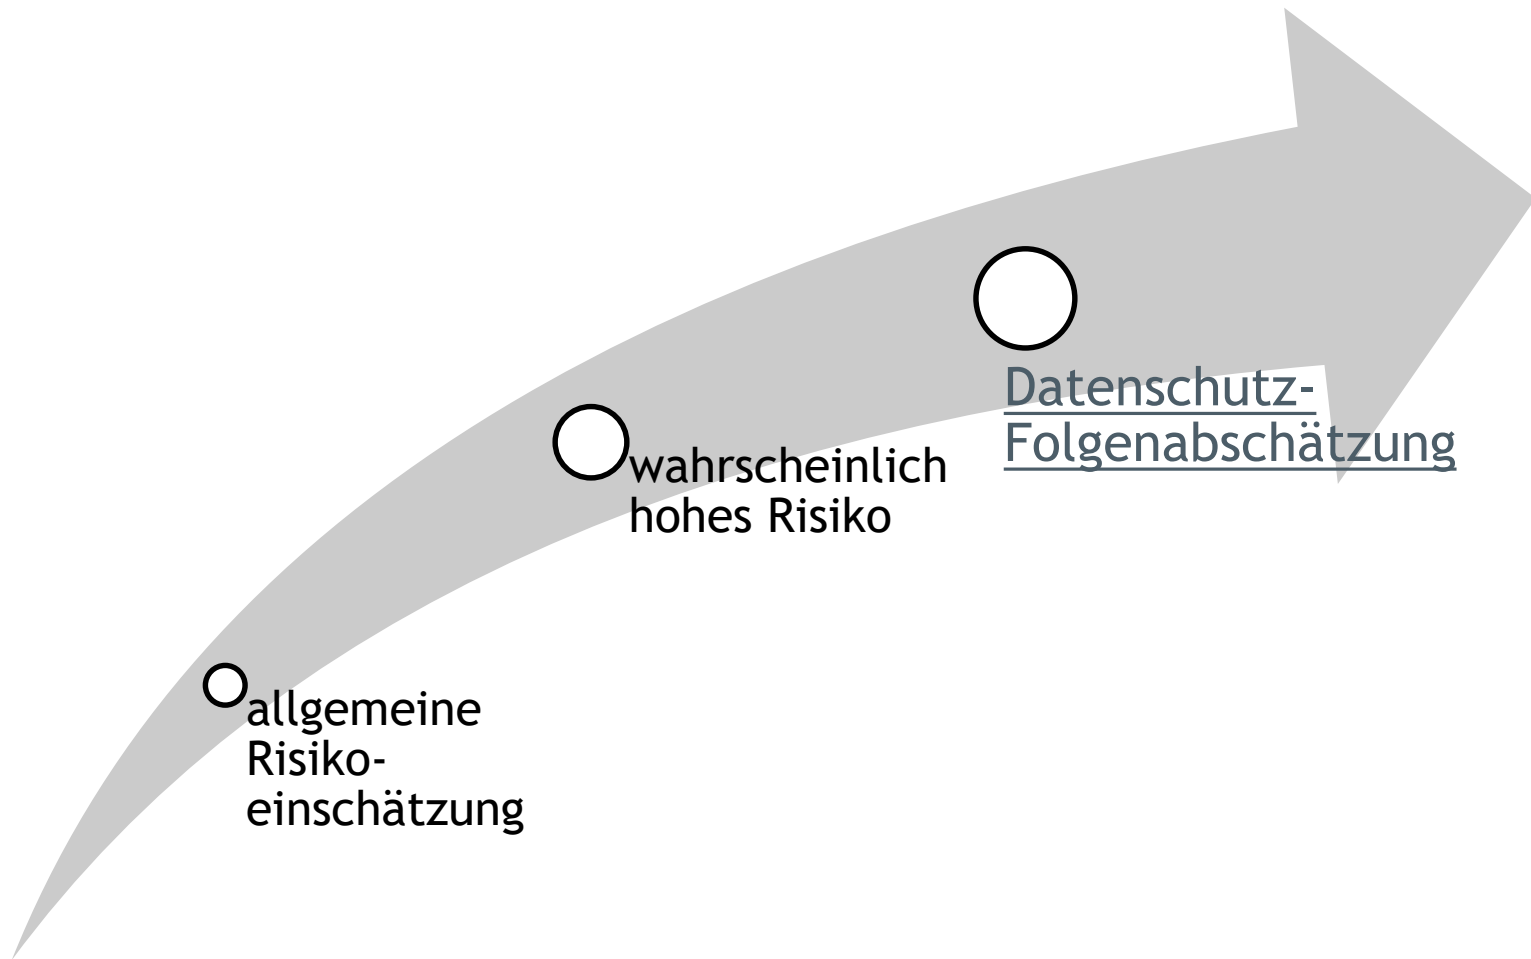 allgemeine
Risiko-
einschätzung
wahrscheinlich
hohes Risiko
Datenschutz-
Folgenabschätzung